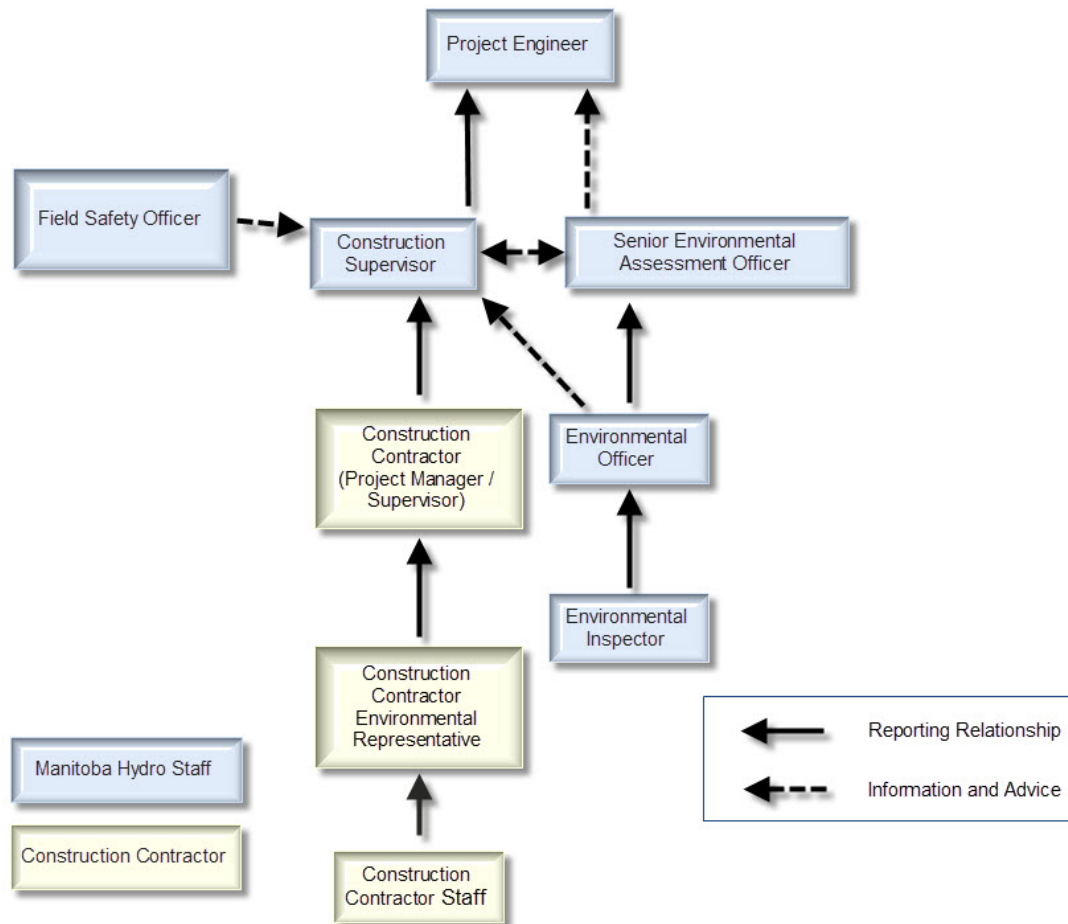 Project Engineer
Field Safety Officer
Construction
Supervisor
Senior Environmental
Assessment Officer
Construction
Contractor
(Project Manager /
Supervisor)
Environmental
Officer
Environmental
Inspector
Construction
Contractor
Environmental
Representative
Construction
Contractor Staff
Manitoba Hydro Staff
Construction Contractor
Reporting Relationship
Information and Advice